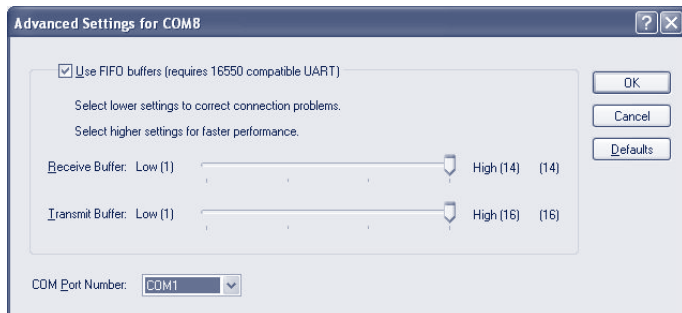 Advanced Settings for COM8
Use FIFO buffers (requires 16550 compatible UART)
OK
Select lower settings to correct connection problems.
Cancel
Select higher settings for faster performance.
Defaults
Receive Buffer: Low (1) High (14) (14)
Transmit Buffer: Low (1) High (16) (16)
COM Port Number: COM1